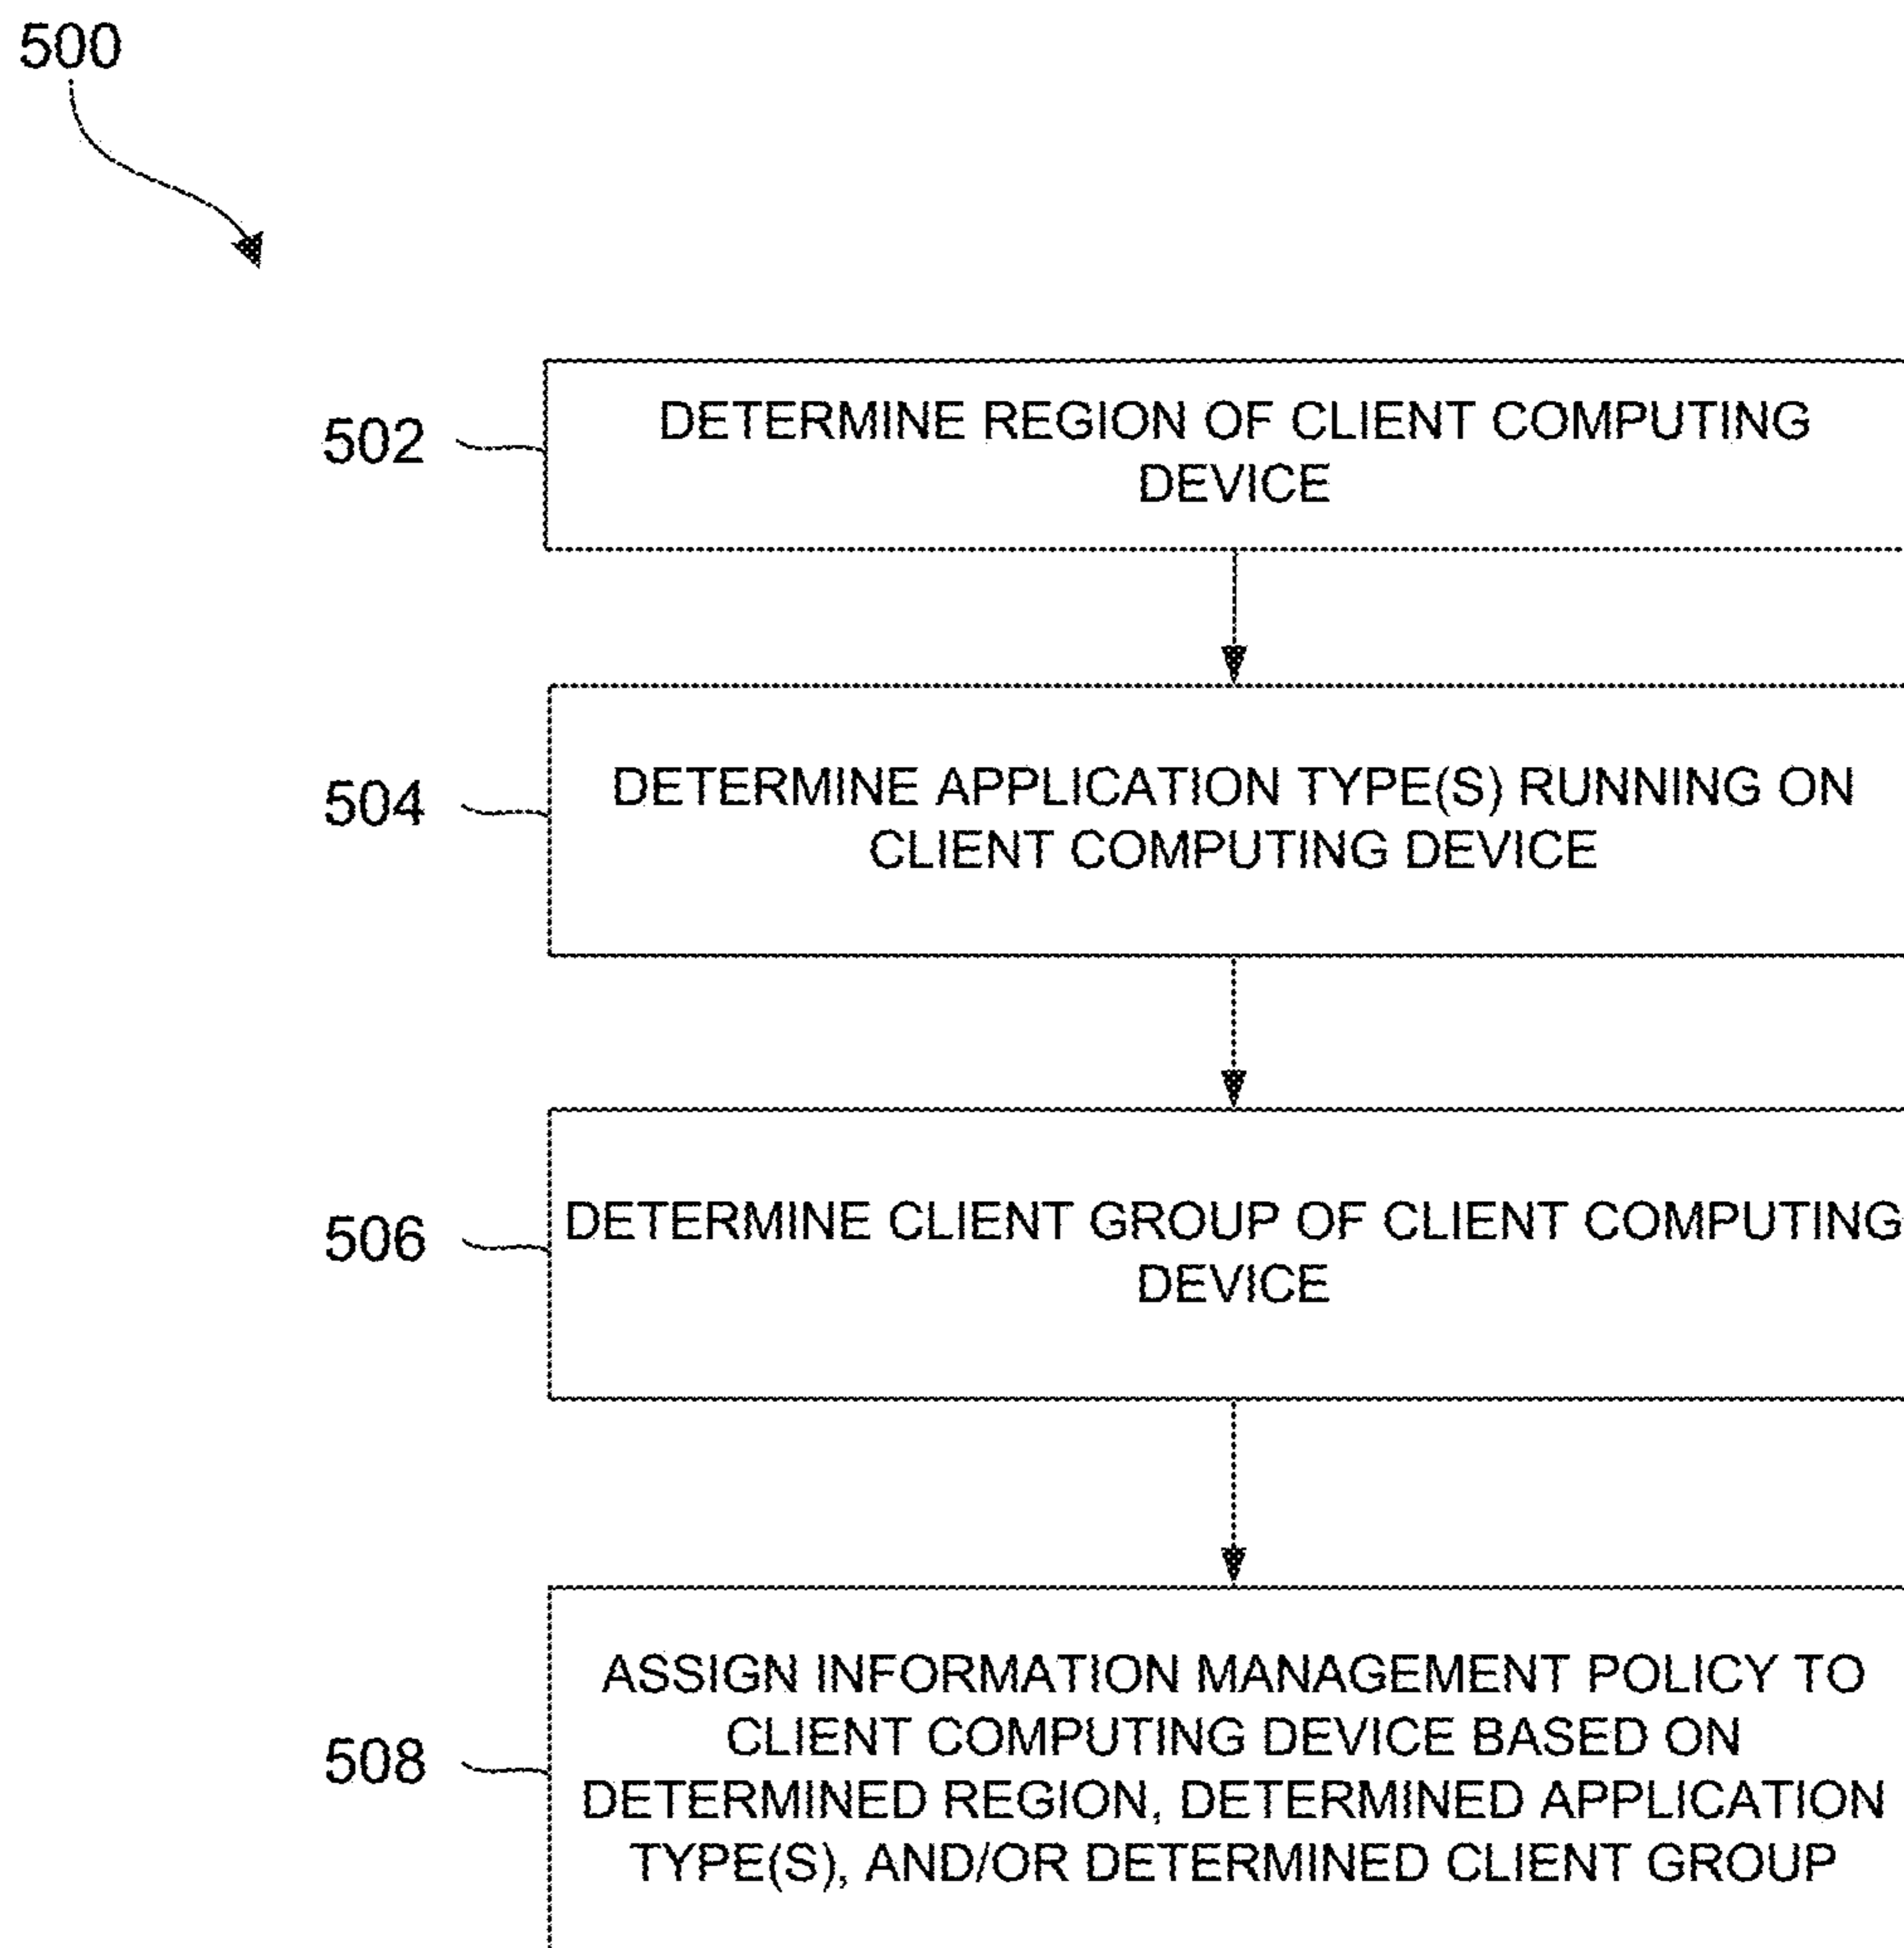 500
502
DETERMINE REGION OF CLIENT COMPUTING
DEVICE
504
DETERMINE APPLICATION TYPE(S) RUNNING ON
CLIENT COMPUTING DEVICE
506
DETERMINE CLIENT GROUP OF CLIENT COMPUTING
DEVICE
508
ASSIGN INFORMATION MANAGEMENT POLICY TO
CLIENT COMPUTING DEVICE BASED ON
DETERMINED REGION, DETERMINED APPLICATION
TYPE(S), AND/OR DETERMINED CLIENT GROUP